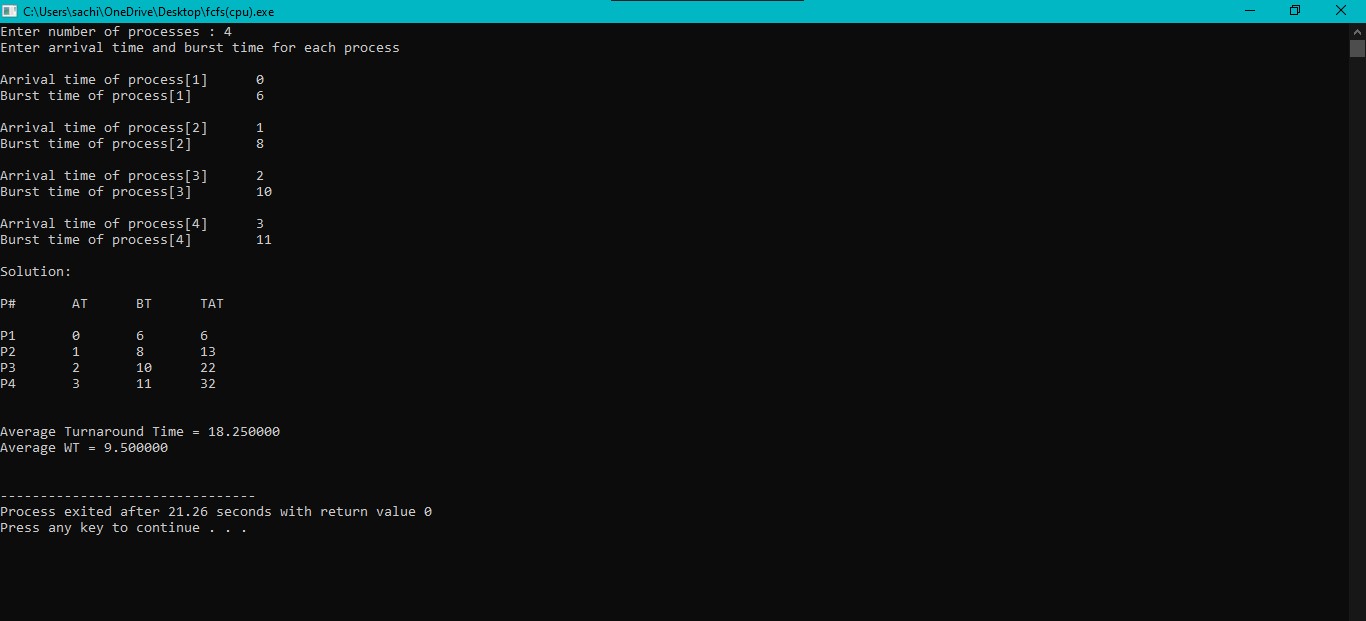 C:\Users\sachi\OneDrive\Desktop\fcfs(cpu).exe
Enter number of processes : 4
Enter arrival time and burst time for each process
Arrival time of process[1] 0
Burst time of process[1] 6
Arrival time of process[2] 1
Burst time of process[2] 8
Arrival time of process[3] 2
Burst time of process[3] 10
Arrival time of process[4] 3
Burst time of process[4] 11
Solution:
P# AT BT TAT
P1 0 6 6
P2 1 8 13
P3 2 10 22
P4 3 11 32
Average Turnaround Time = 18.250000
Average WT = 9.500000
--------------------------------
Process exited after 21.26 seconds with return value 0
Press any key to continue . . .